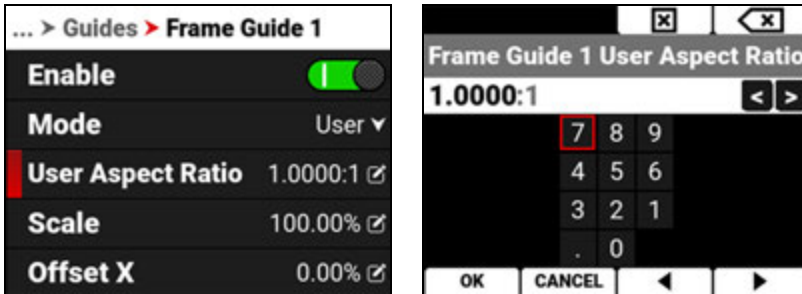 ... > Guides > Frame Guide 1
Enable
Mode User
User Aspect Ratio 1.0000:1
Scale 100.00%
Offset X 0.00%
Frame Guide 1 User Aspect Ratio
1.0000:1 < >
7 8 9
4 5 6
3 2 1
. 0
OK CANCEL